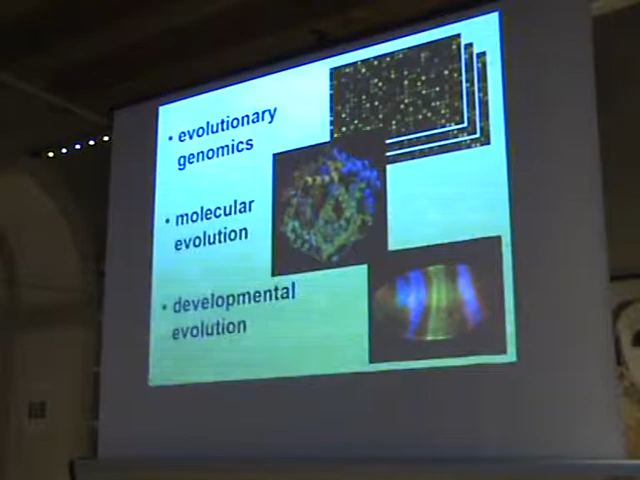 • evolutionary
genomics
• molecular
evolution
• developmental
evolution